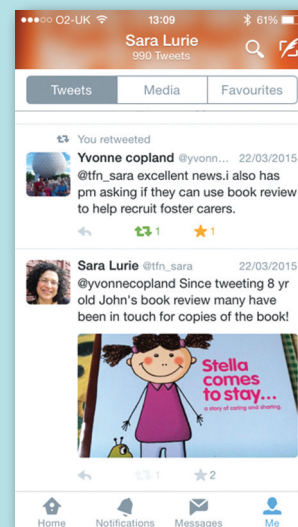 O2-UK 13:09 61%
Sara Lurie
990 Tweets
Tweets Media Favourites
You retweeted
Yvonne copland @yvonn... 22/03/2015
@tfn_sara excellent news.i also has
pm asking if they can use book review
to help recruit foster carers.
1 1
Sara Lurie @tfn_sara 22/03/2015
@yvonnecopland Since tweeting 8 yr
old John's book review many have
been in touch for copies of the book!
Stella
comes
to stay...
a story of caring and sharing.
1 2
Home Notifications Messages Me